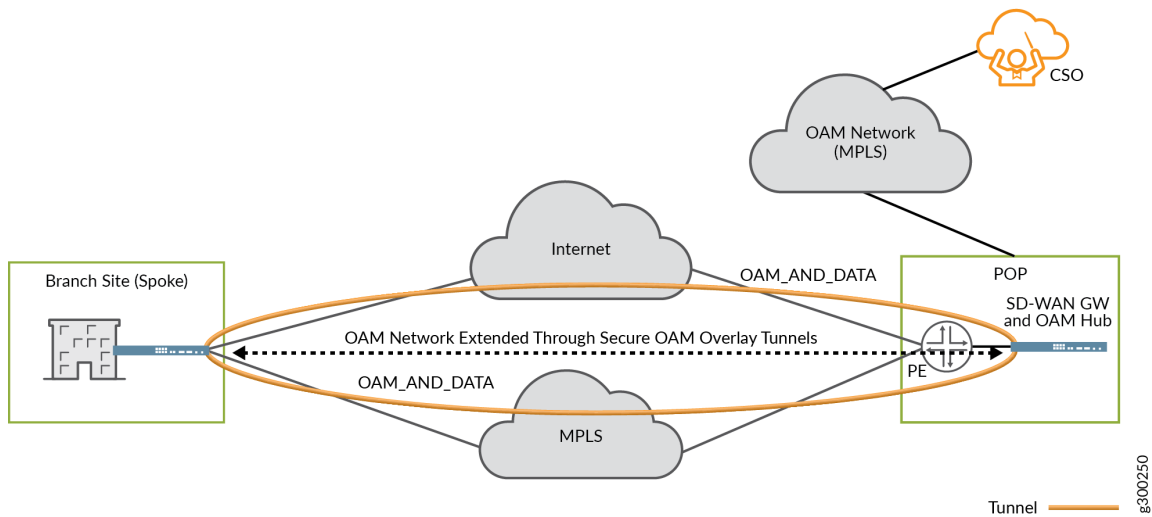 CSO
OAM Network
(MPLS)
Internet
Branch Site (Spoke)
OAM_AND_DATA
POP
SD-WAN GW
and OAM Hub
OAM Network Extended Through Secure OAM Overlay Tunnels
PE
OAM_AND_DATA
MPLS
Tunnel
g300250